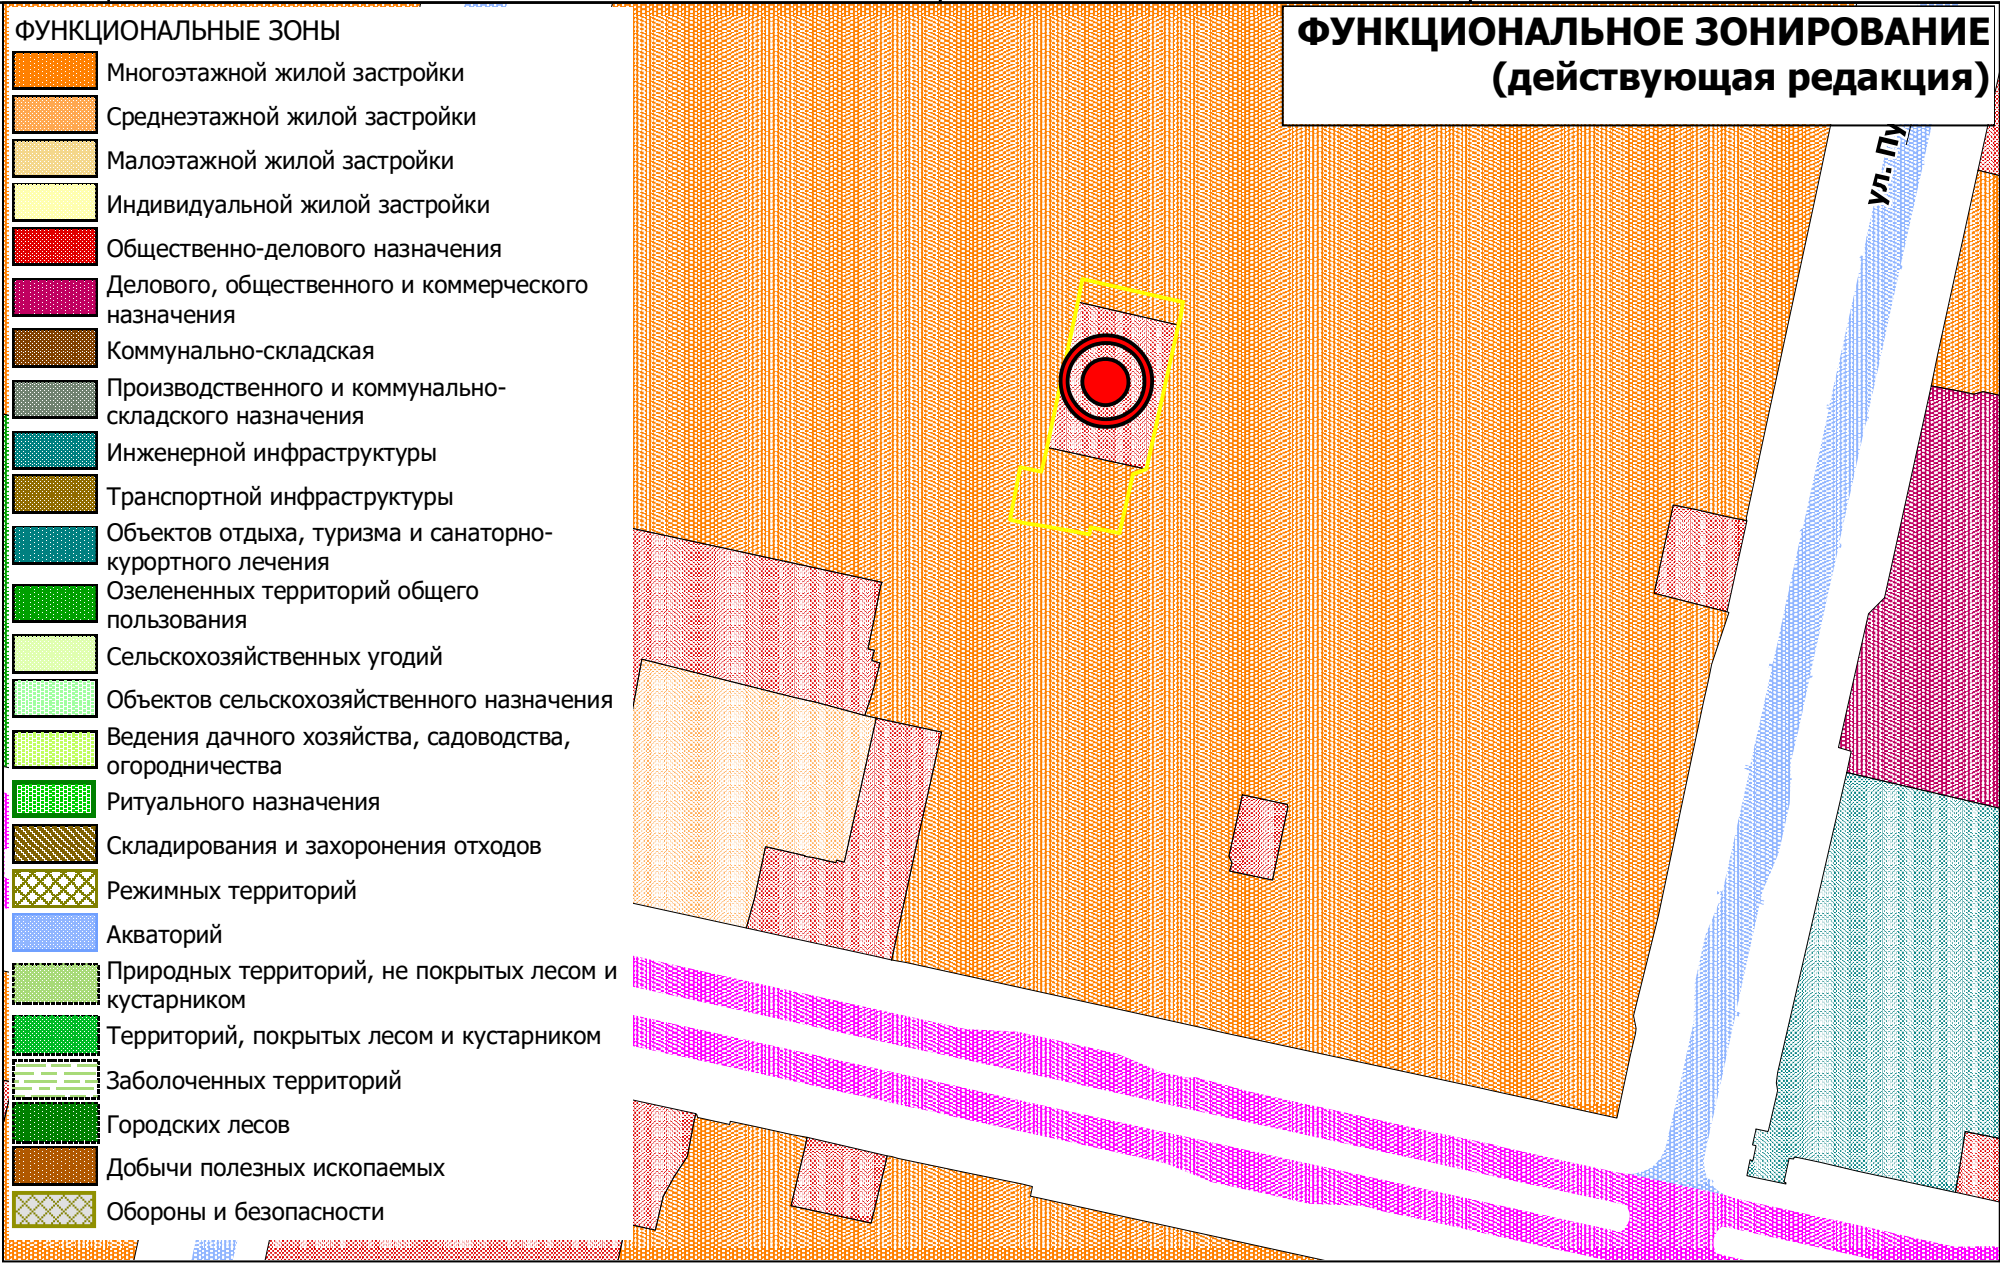 ФУНКЦИОНАЛЬНЫЕ ЗОНЫ
Многоэтажной жилой застройки
Среднеэтажной жилой застройки
Малоэтажной жилой застройки
Индивидуальной жилой застройки
Общественно-делового назначения
Делового, общественного и коммерческого
назначения
Коммунально-складская
Производственного и коммунально-
складского назначения
Инженерной инфраструктуры
Транспортной инфраструктуры
Объектов отдыха, туризма и санаторно-
курортного лечения
Озелененных территорий общего
пользования
Сельскохозяйственных угодий
Объектов сельскохозяйственного назначения
Ведения дачного хозяйства, садоводства,
огородничества
Ритуального назначения
Складирования и захоронения отходов
Режимных территорий
Акваторий
Природных территорий, не покрытых лесом и
кустарником
Территорий, покрытых лесом и кустарником
Заболоченных территорий
Городских лесов
Добычи полезных ископаемых
Обороны и безопасности
ФУНКЦИОНАЛЬНОЕ ЗОНИРОВАНИЕ
(действующая редакция)
ул.